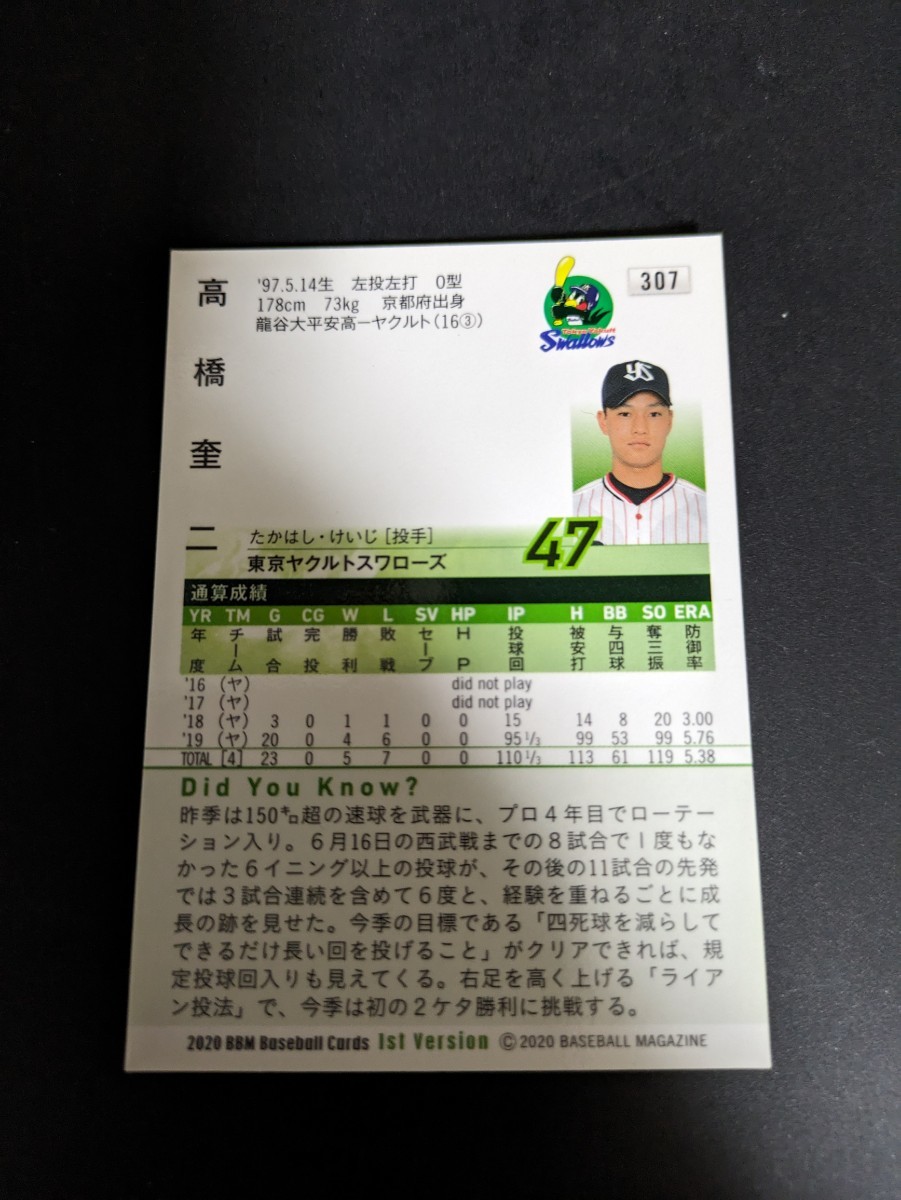 高橋奎二
'97.5.14生 左投左打 O型
178cm 73kg 京都府出身
龍谷大平安高ーヤクルト(16③)
Tokyo Yakult
Swallows
307
YS
たかはし・けいじ[投手]
東京ヤクルトスワローズ
47
通算成績
YR TM G CG W L SV HP IP H BB SO ERA
年度 チーム 試合 完投 勝利 敗戦 セーブ HP 投球回 被安打 与四球 奪三振 防御率
'16 (ヤ) did not play
'17 (ヤ) did not play
'18 (ヤ) 3 0 1 1 0 0 15 14 8 20 3.00
'19 (ヤ) 20 0 4 6 0 0 95 1/3 99 53 99 5.76
TOTAL [4] 23 0 5 7 0 0 110 1/3 113 61 119 5.38
Did You Know?
昨季は150㌔超の速球を武器に、プロ4年目でローテー
ション入り。6月16日の西武戦までの8試合で1度もな
かった6イニング以上の投球が、その後の11試合の先発
では3試合連続を含めて6度と、経験を重ねるごとに成
長の跡を見せた。今季の目標である「四死球を減らして
できるだけ長い回を投げること」がクリアできれば、規
定投球回入りも見えてくる。右足を高く上げる「ライア
ン投法」で、今季は初の2ケタ勝利に挑戦する。
2020 BBM Baseball Cards 1st Version ©2020 BASEBALL MAGAZINE